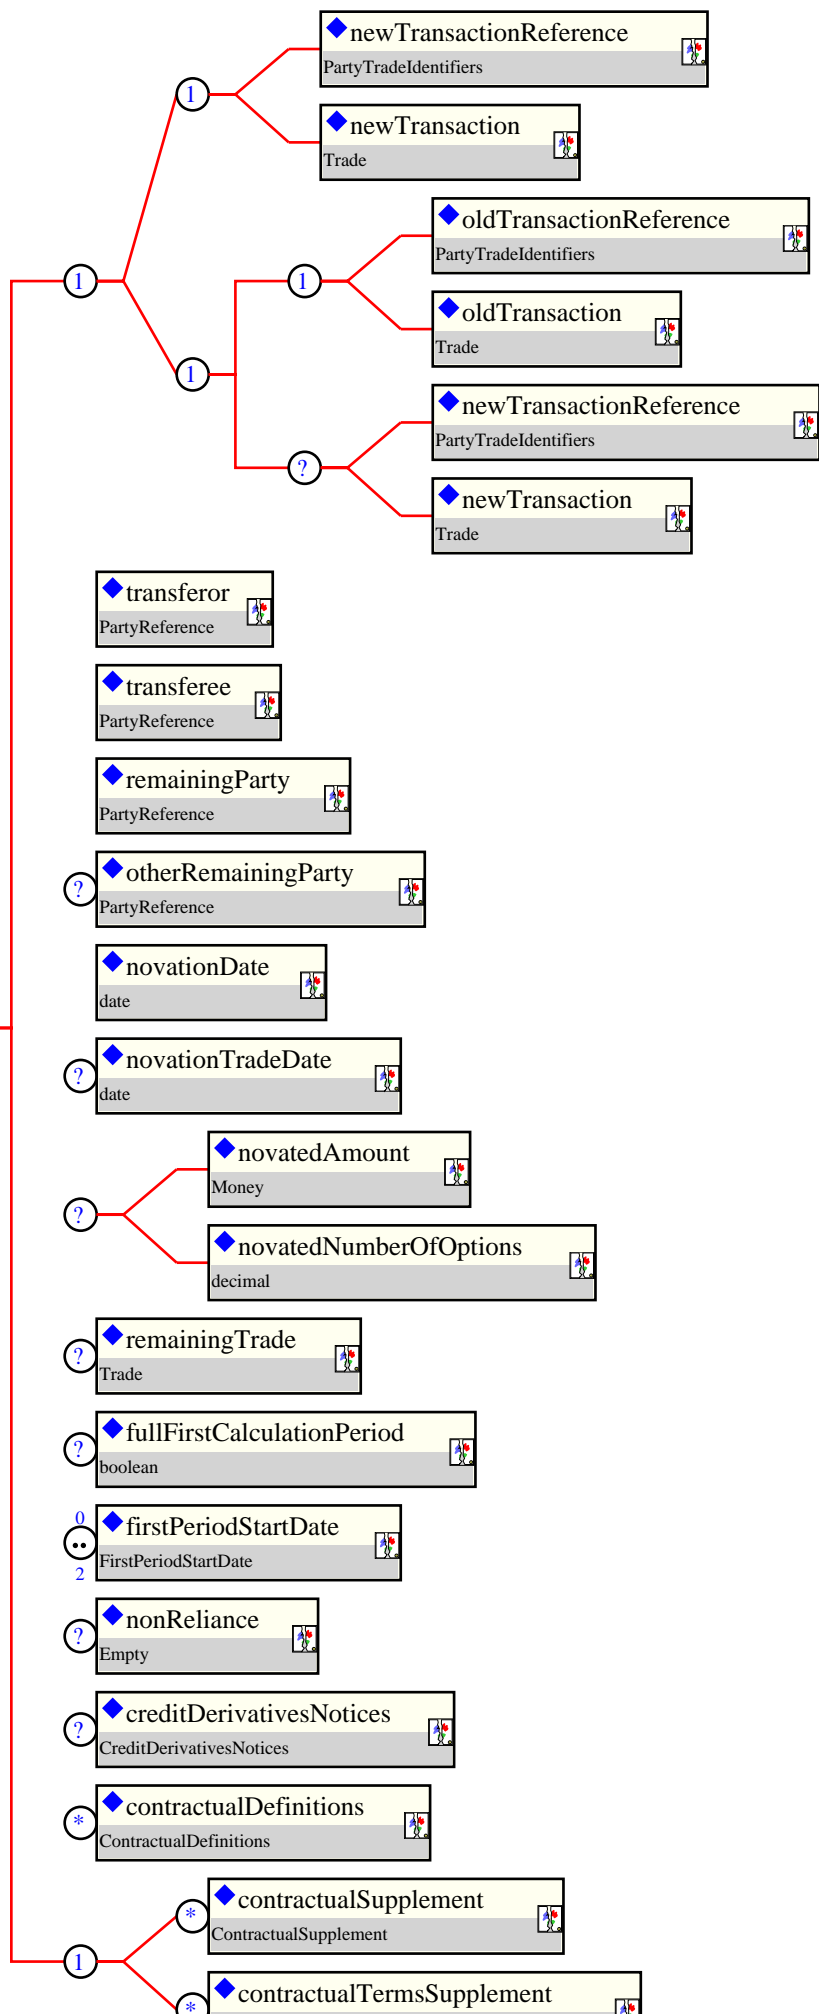 newTransactionReference
PartyTradeIdentifiers
1
newTransaction
Trade
oldTransactionReference
PartyTradeIdentifiers
1
1
oldTransaction
Trade
1
newTransactionReference
PartyTradeIdentifiers
?
newTransaction
Trade
transferor
PartyReference
transferee
PartyReference
remainingParty
PartyReference
? otherRemainingParty
PartyReference
novationDate
date
? novationTradeDate
date
novatedAmount
Money
?
novatedNumberOfOptions
decimal
? remainingTrade
Trade
? fullFirstCalculationPeriod
boolean
0
.. firstPeriodStartDate
FirstPeriodStartDate
2
? nonReliance
Empty
? creditDerivativesNotices
CreditDerivativesNotices
* contractualDefinitions
ContractualDefinitions
* contractualSupplement
ContractualSupplement
1
* contractualTermsSupplement